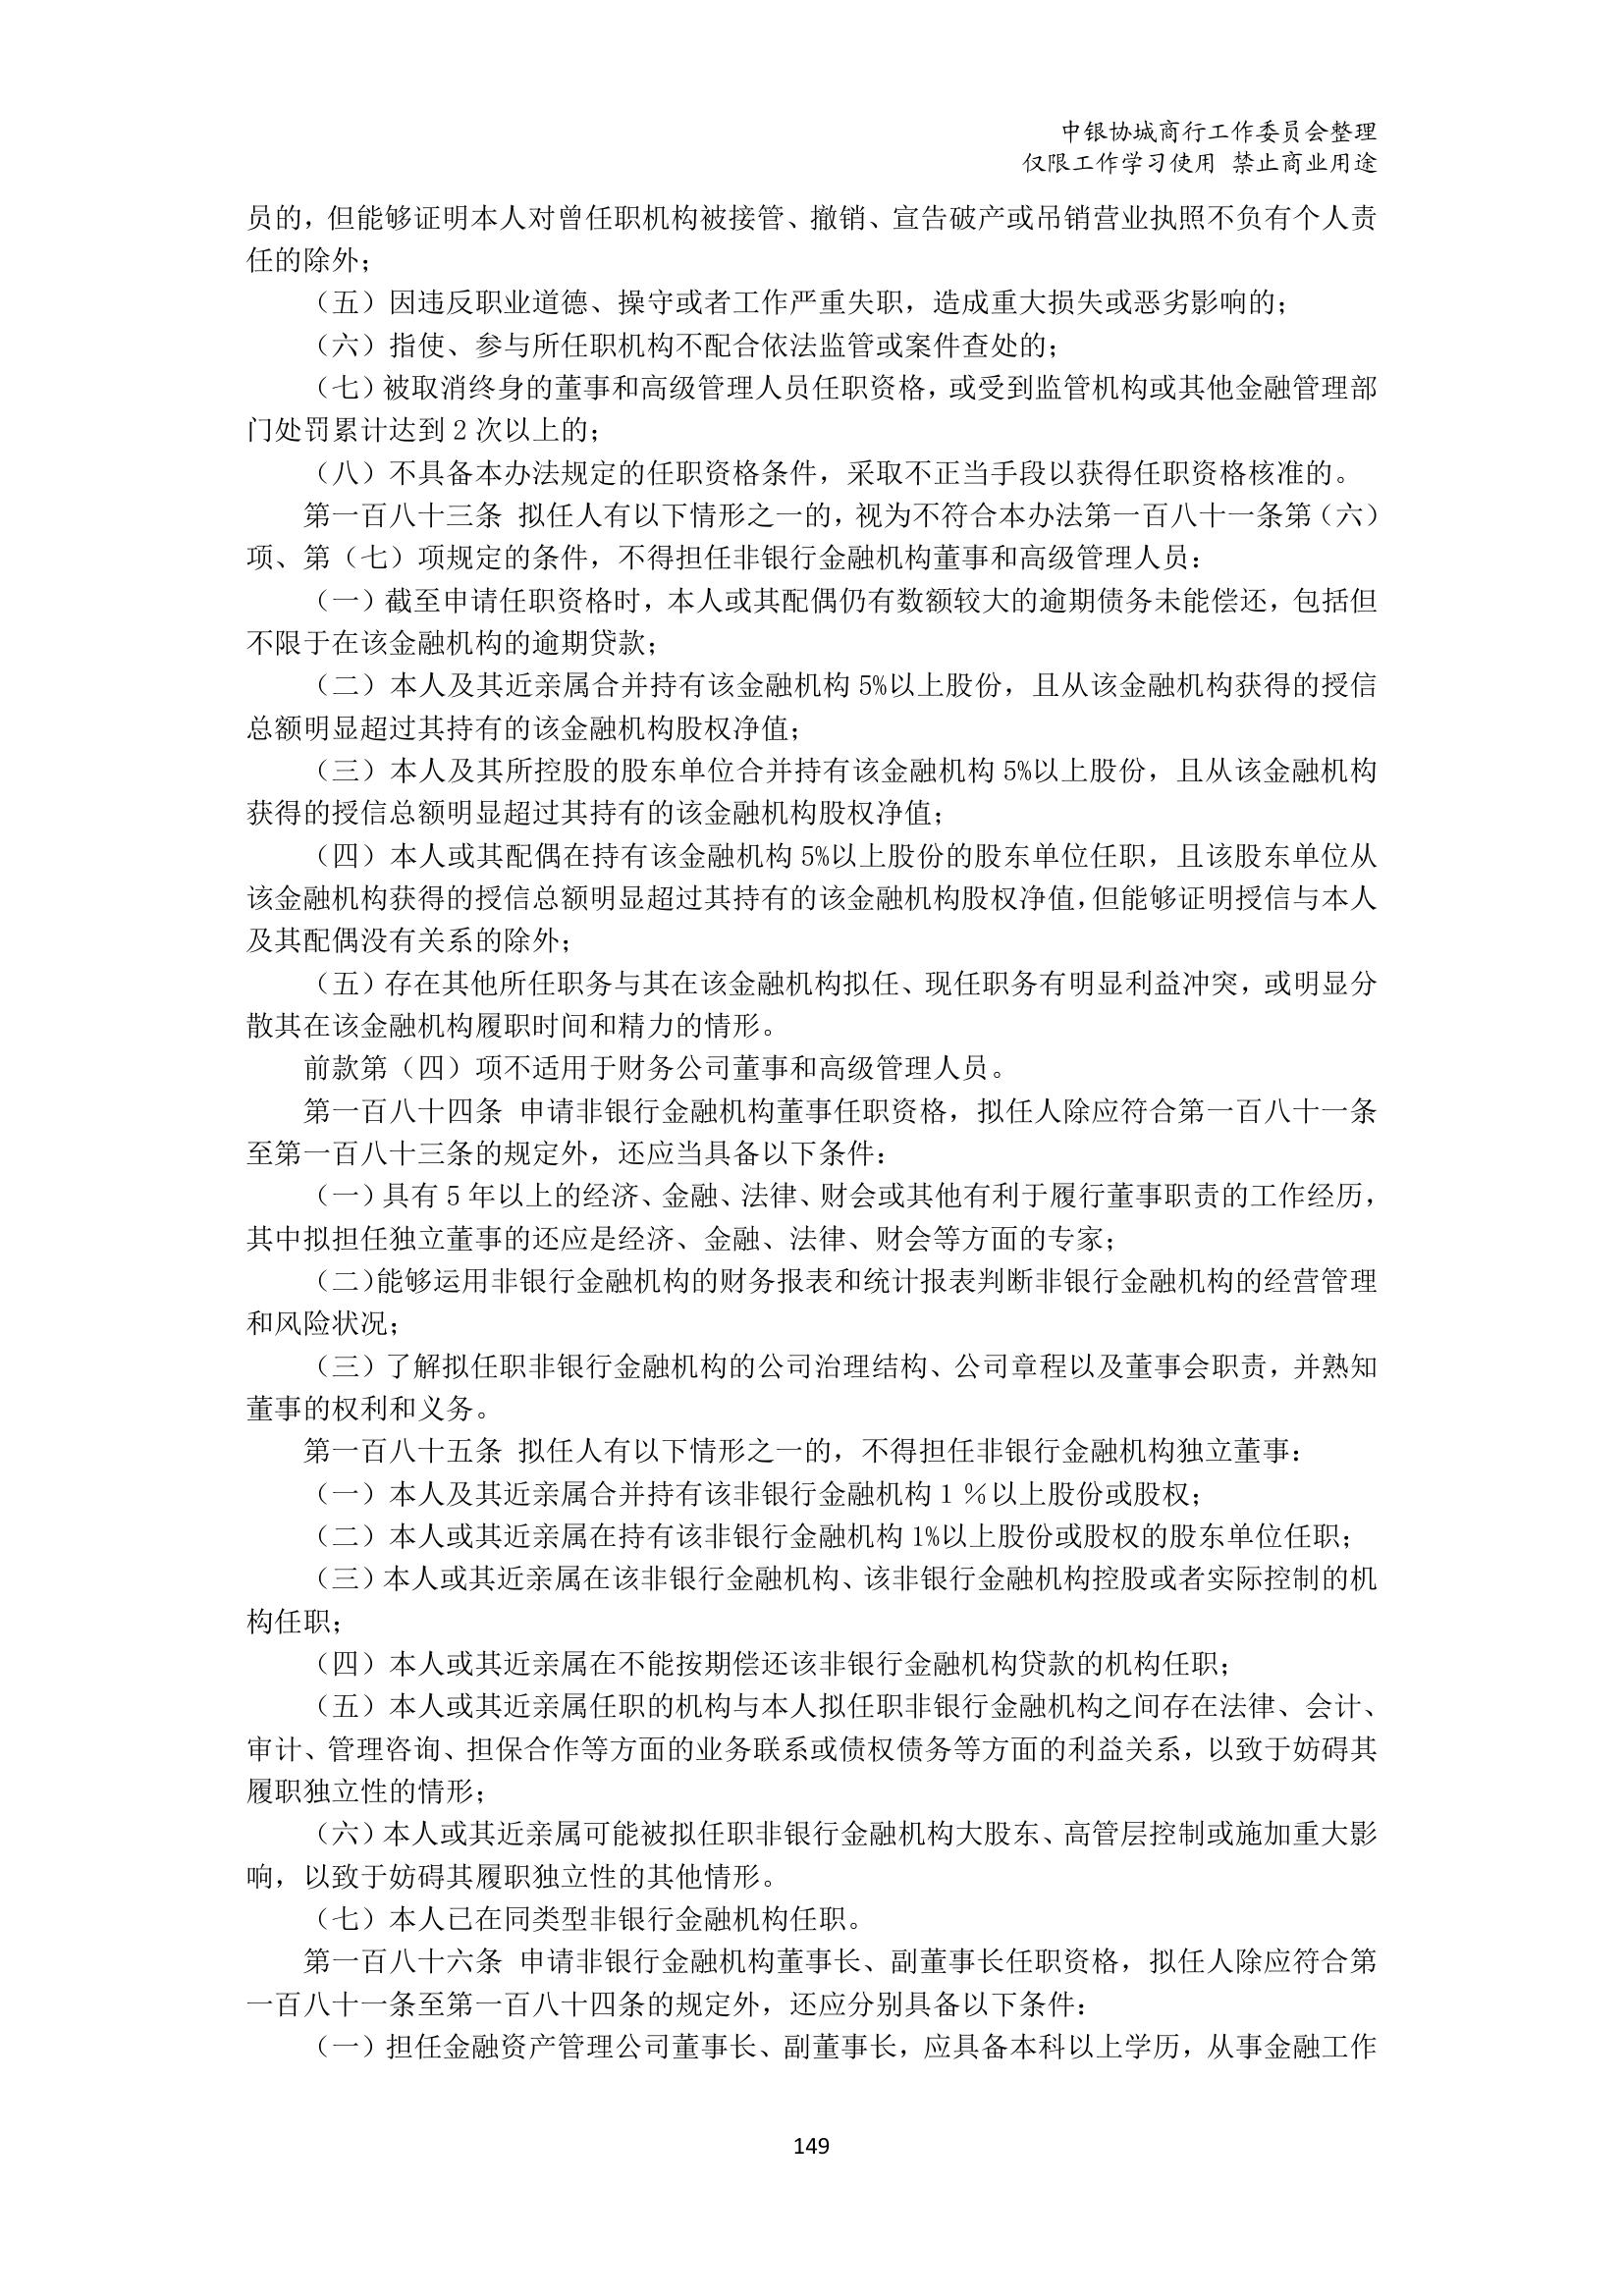 中银协城商行工作委员会整理
仅限工作学习使用 禁止商业用途
员的，但能够证明本人对曾任职机构被接管、撤销、宣告破产或吊销营业执照不负有个人责
任的除外；
（五）因违反职业道德、操守或者工作严重失职，造成重大损失或恶劣影响的；
（六）指使、参与所任职机构不配合依法监管或案件查处的；
（七）被取消终身的董事和高级管理人员任职资格，或受到监管机构或其他金融管理部
门处罚累计达到 2 次以上的；
（八）不具备本办法规定的任职资格条件，采取不正当手段以获得任职资格核准的。
第一百八十三条 拟任人有以下情形之一的，视为不符合本办法第一百八十一条第（六）
项、第（七）项规定的条件，不得担任非银行金融机构董事和高级管理人员：
（一）截至申请任职资格时，本人或其配偶仍有数额较大的逾期债务未能偿还，包括但
不限于在该金融机构的逾期贷款；
（二）本人及其近亲属合并持有该金融机构 5%以上股份，且从该金融机构获得的授信
总额明显超过其持有的该金融机构股权净值；
（三）本人及其所控股的股东单位合并持有该金融机构 5%以上股份，且从该金融机构
获得的授信总额明显超过其持有的该金融机构股权净值；
（四）本人或其配偶在持有该金融机构 5%以上股份的股东单位任职，且该股东单位从
该金融机构获得的授信总额明显超过其持有的该金融机构股权净值，但能够证明授信与本人
及其配偶没有关系的除外；
（五）存在其他所任职务与其在该金融机构拟任、现任职务有明显利益冲突，或明显分
散其在该金融机构履职时间和精力的情形。
前款第（四）项不适用于财务公司董事和高级管理人员。
第一百八十四条 申请非银行金融机构董事任职资格，拟任人除应符合第一百八十一条
至第一百八十三条的规定外，还应当具备以下条件：
（一）具有 5 年以上的经济、金融、法律、财会或其他有利于履行董事职责的工作经历，
其中拟担任独立董事的还应是经济、金融、法律、财会等方面的专家；
（二）能够运用非银行金融机构的财务报表和统计报表判断非银行金融机构的经营管理
和风险状况；
（三）了解拟任职非银行金融机构的公司治理结构、公司章程以及董事会职责，并熟知
董事的权利和义务。
第一百八十五条 拟任人有以下情形之一的，不得担任非银行金融机构独立董事：
（一）本人及其近亲属合并持有该非银行金融机构 1 ％以上股份或股权；
（二）本人或其近亲属在持有该非银行金融机构 1%以上股份或股权的股东单位任职；
（三）本人或其近亲属在该非银行金融机构、该非银行金融机构控股或者实际控制的机
构任职；
（四）本人或其近亲属在不能按期偿还该非银行金融机构贷款的机构任职；
（五）本人或其近亲属任职的机构与本人拟任职非银行金融机构之间存在法律、会计、
审计、管理咨询、担保合作等方面的业务联系或债权债务等方面的利益关系，以致于妨碍其
履职独立性的情形；
（六）本人或其近亲属可能被拟任职非银行金融机构大股东、高管层控制或施加重大影
响，以致于妨碍其履职独立性的其他情形。
（七）本人已在同类型非银行金融机构任职。
第一百八十六条 申请非银行金融机构董事长、副董事长任职资格，拟任人除应符合第
一百八十一条至第一百八十四条的规定外，还应分别具备以下条件：
（一）担任金融资产管理公司董事长、副董事长，应具备本科以上学历，从事金融工作
149